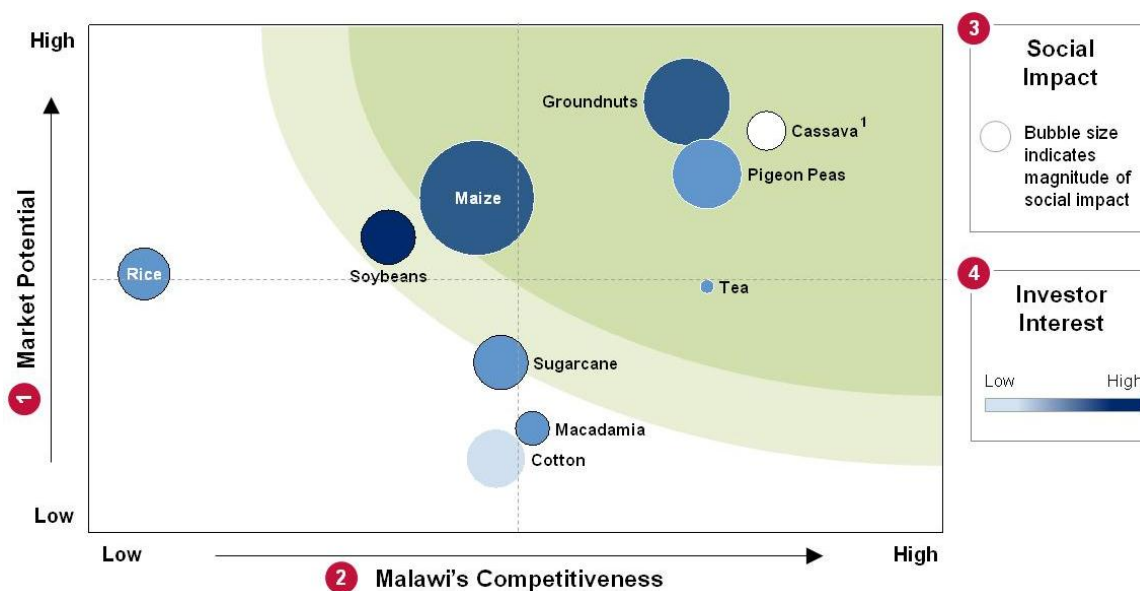 High
Market Potential
1
Low
Low
High
2
Malawi's Competitiveness
Groundnuts
Cassava1
Pigeon Peas
Maize
Soybeans
Rice
Tea
Sugarcane
Macadamia
Cotton
3
Social
Impact
Bubble size
indicates
magnitude of
social impact
4
Investor
Interest
Low
High